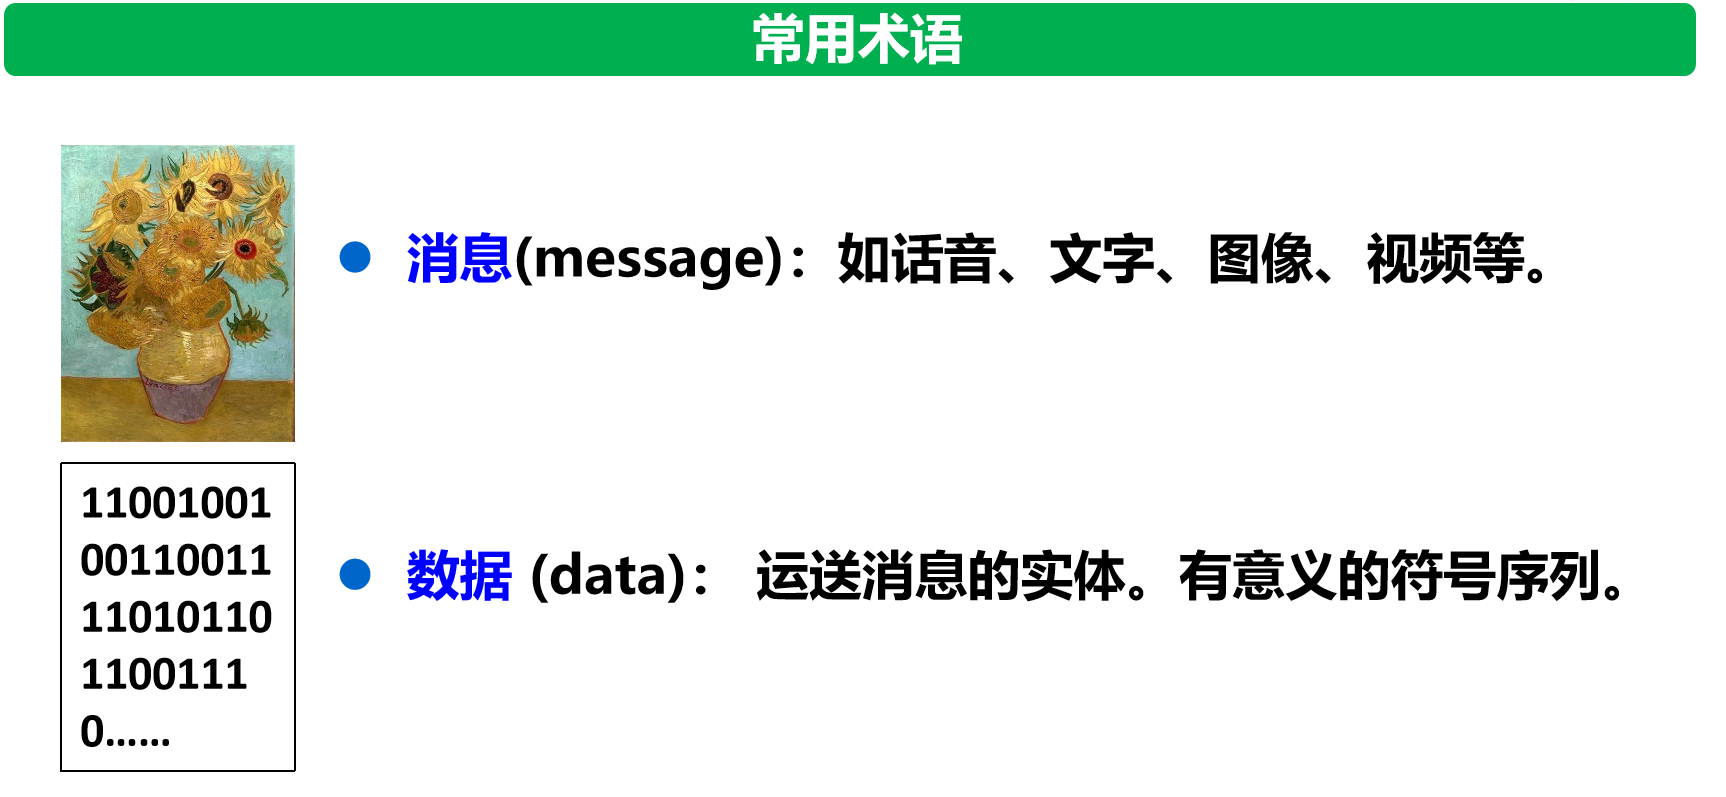 常用术语
消息(message)：如话音、文字、图像、视频等。
11001001
00110011
11010110
1100111
0……
数据 (data)： 运送消息的实体。有意义的符号序列。